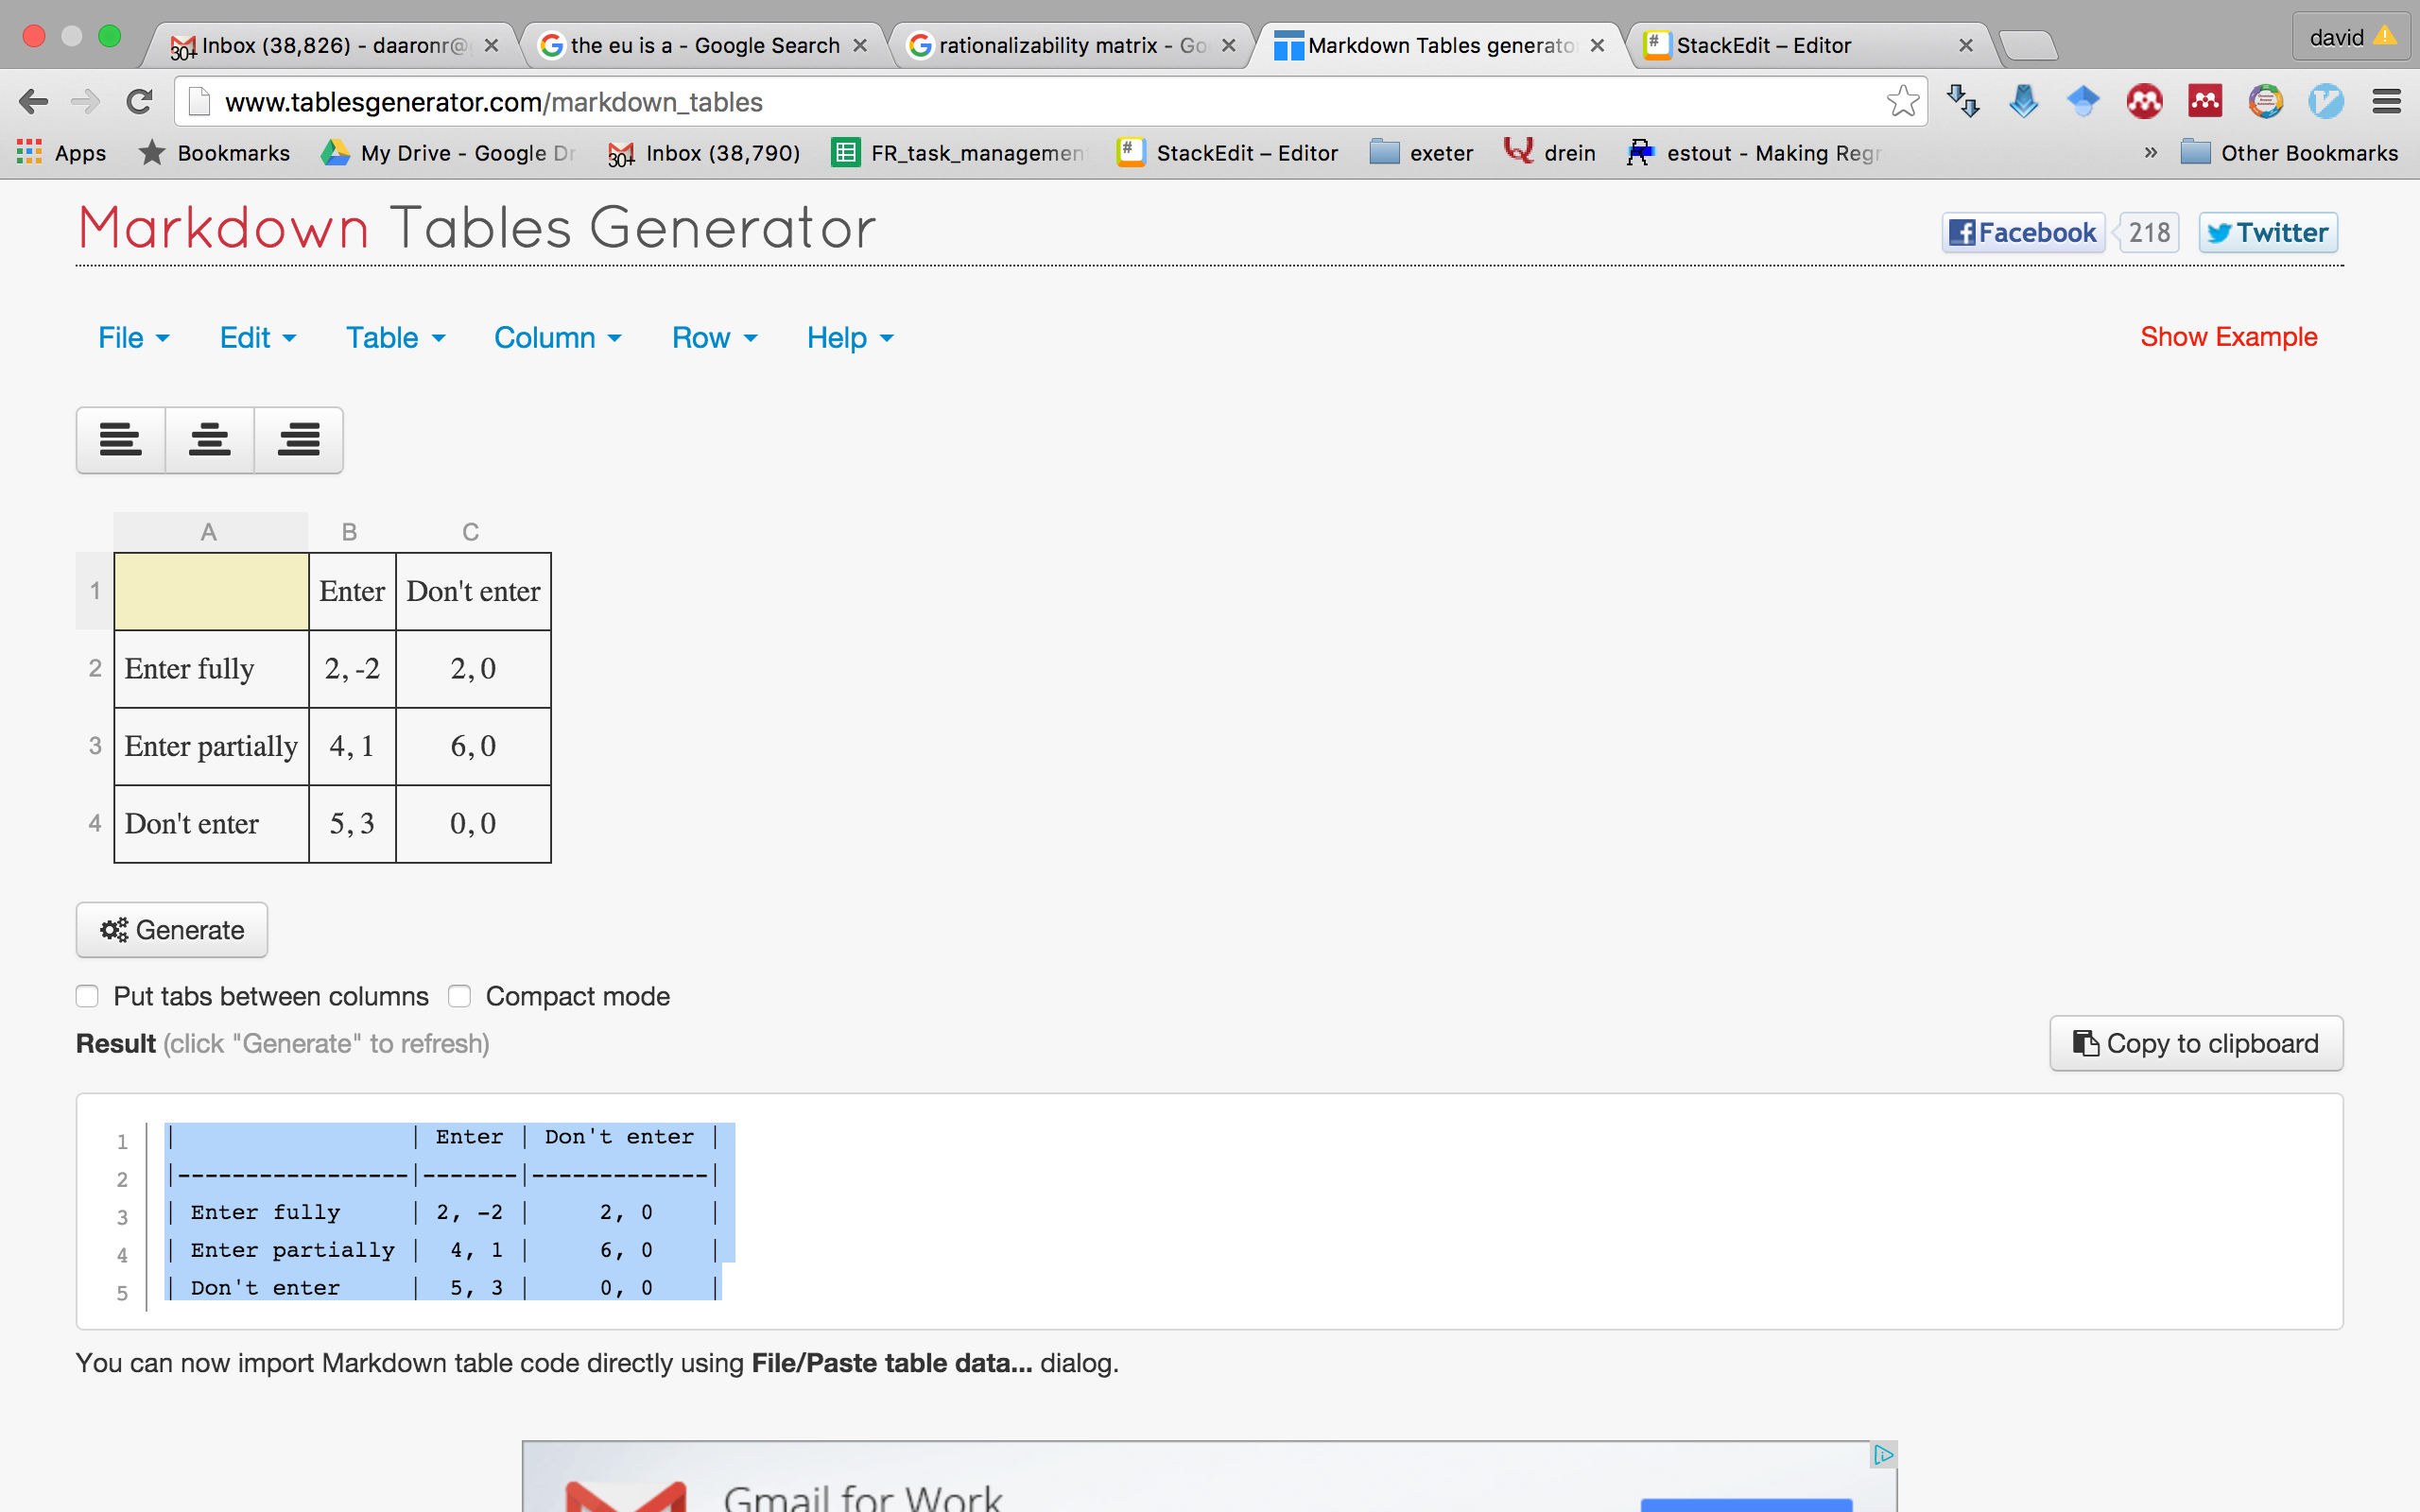 Inbox (38,826) - daaronr@
the eu is a - Google Search
rationalizability matrix - Go
Markdown Tables generator
StackEdit – Editor
david
www.tablesgenerator.com/markdown_tables
Apps
Bookmarks
My Drive - Google Dr
Inbox (38,790)
FR_task_managemen
StackEdit – Editor
exeter
drein
estout - Making Regr
»
Other Bookmarks
Markdown Tables Generator
Facebook
218
Twitter
File
Edit
Table
Column
Row
Help
Show Example
A B C
1 Enter Don't enter
2 Enter fully 2, -2 2, 0
3 Enter partially 4, 1 6, 0
4 Don't enter 5, 3 0, 0
Generate
Put tabs between columns
Compact mode
Result (click "Generate" to refresh)
Copy to clipboard
1 |                 | Enter | Don't enter |
2 |-----------------|-------|-------------|
3 | Enter fully     | 2, -2 |     2, 0    |
4 | Enter partially |  4, 1 |     6, 0    |
5 | Don't enter     |  5, 3 |     0, 0    |
You can now import Markdown table code directly using File/Paste table data... dialog.
Gmail for Work